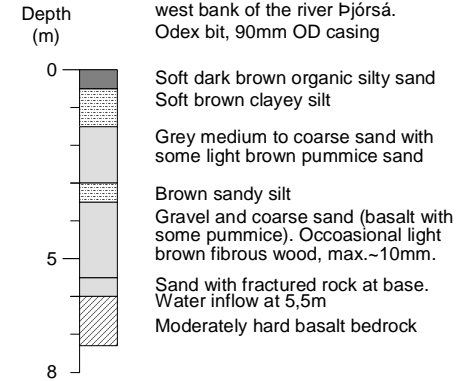 Depth
(m)
west bank of the river Þjórsá.
Odex bit, 90mm OD casing
0
Soft dark brown organic silty sand
Soft brown clayey silt
Grey medium to coarse sand with
some light brown pummice sand
Brown sandy silt
Gravel and coarse sand (basalt with
some pummice). Occoasional light
brown fibrous wood, max.~10mm.
5
Sand with fractured rock at base.
Water inflow at 5,5m
Moderately hard basalt bedrock
8